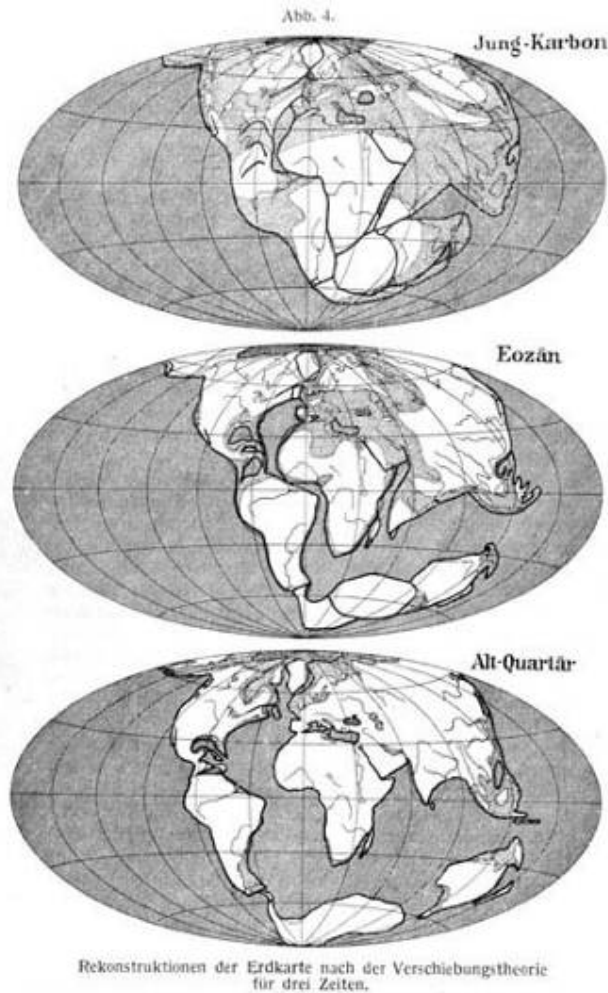 Abb. 4.
Jung-Karbon
Eozän
Alt-Quartär
Rekonstruktionen der Erdkarte nach der Verschiebungstheorie
für drei Zeiten.